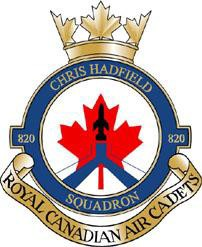 CHRIS HADFIELD
820
820
SQUADRON
ROYAL CANADIAN AIR CADETS